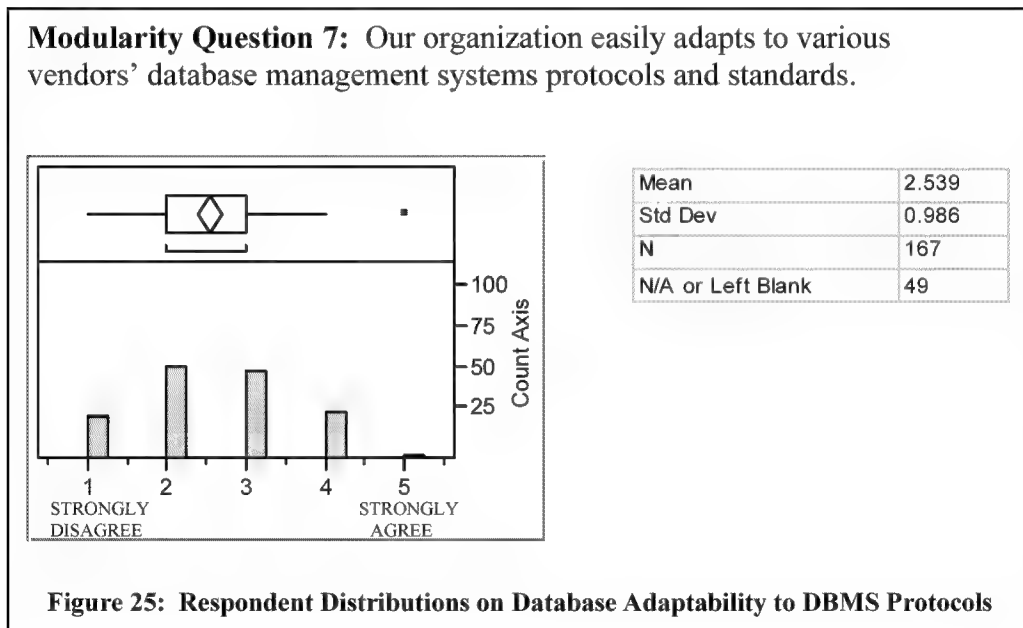 Modularity Question 7: Our organization easily adapts to various
vendors' database management systems protocols and standards.
Mean 2.539
Std Dev 0.986
N 167
N/A or Left Blank 49
100
75
50
25
Count Axis
1 2 3 4 5
STRONGLY DISAGREE
STRONGLY AGREE
Figure 25: Respondent Distributions on Database Adaptability to DBMS Protocols